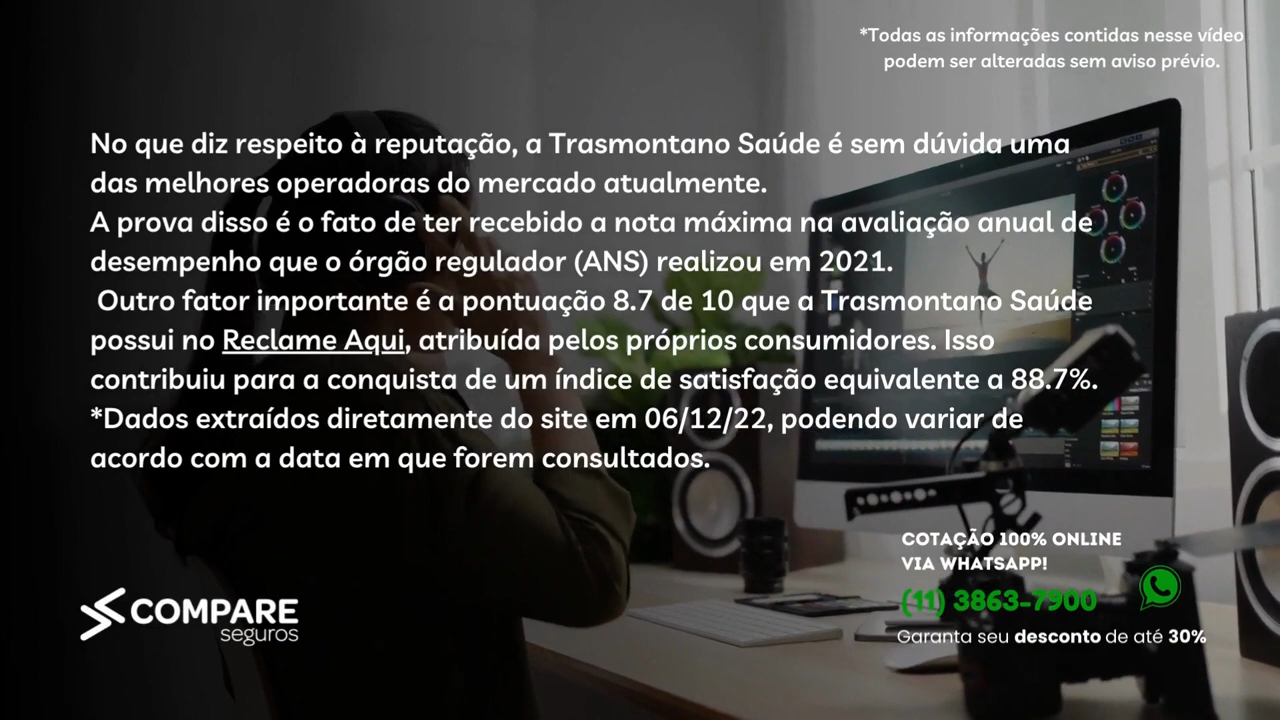 *Todas as informações contidas nesse vídeo
podem ser alteradas sem aviso prévio.
No que diz respeito à reputação, a Trasmontano Saúde é sem dúvida uma
das melhores operadoras do mercado atualmente.
A prova disso é o fato de ter recebido a nota máxima na avaliação anual de
desempenho que o órgão regulador (ANS) realizou em 2021.
Outro fator importante é a pontuação 8.7 de 10 que a Trasmontano Saúde
possui no Reclame Aqui, atribuída pelos próprios consumidores. Isso
contribuiu para a conquista de um índice de satisfação equivalente a 88.7%.
*Dados extraídos diretamente do site em 06/12/22, podendo variar de
acordo com a data em que forem consultados.
COTAÇÃO 100% ONLINE
VIA WHATSAPP!
(11) 3863-7900
Garanta seu desconto de até 30%
COMPARE
seguros